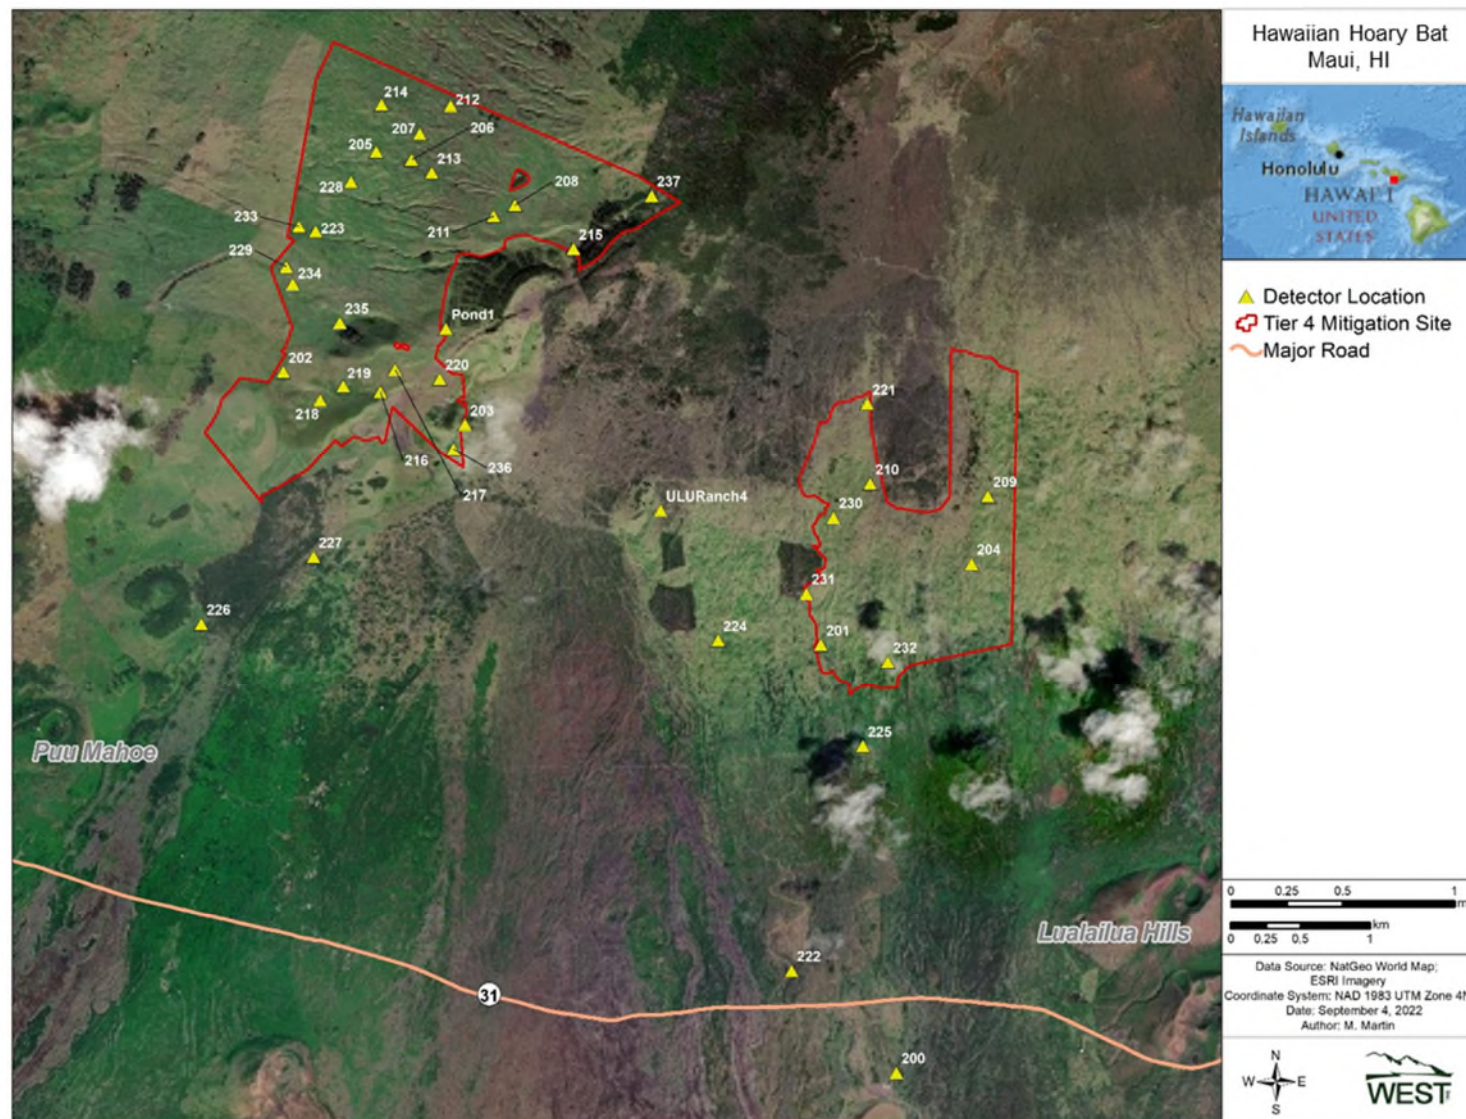 Hawaiian Hoary Bat
Maui, HI
Hawaiian
Islands
Honolulu
HAWAI'I
UNITED
STATES
Detector Location
Tier 4 Mitigation Site
Major Road
214
212
207
206
205
213
228
208
237
233
223
211
215
229
234
235
Pond1
202
219
220
218
203
216
236
217
221
210
209
230
ULURanch4
227
204
231
226
224
201
232
225
Puu Mahoe
Lualailua Hills
222
31
200
0 0.25 0.5 1
m
km
0 0.25 0.5 1
Data Source: NatGeo World Map;
ESRI Imagery
Coordinate System: NAD 1983 UTM Zone 4N
Date: September 4, 2022
Author: M. Martin
N
W E
S
WEST